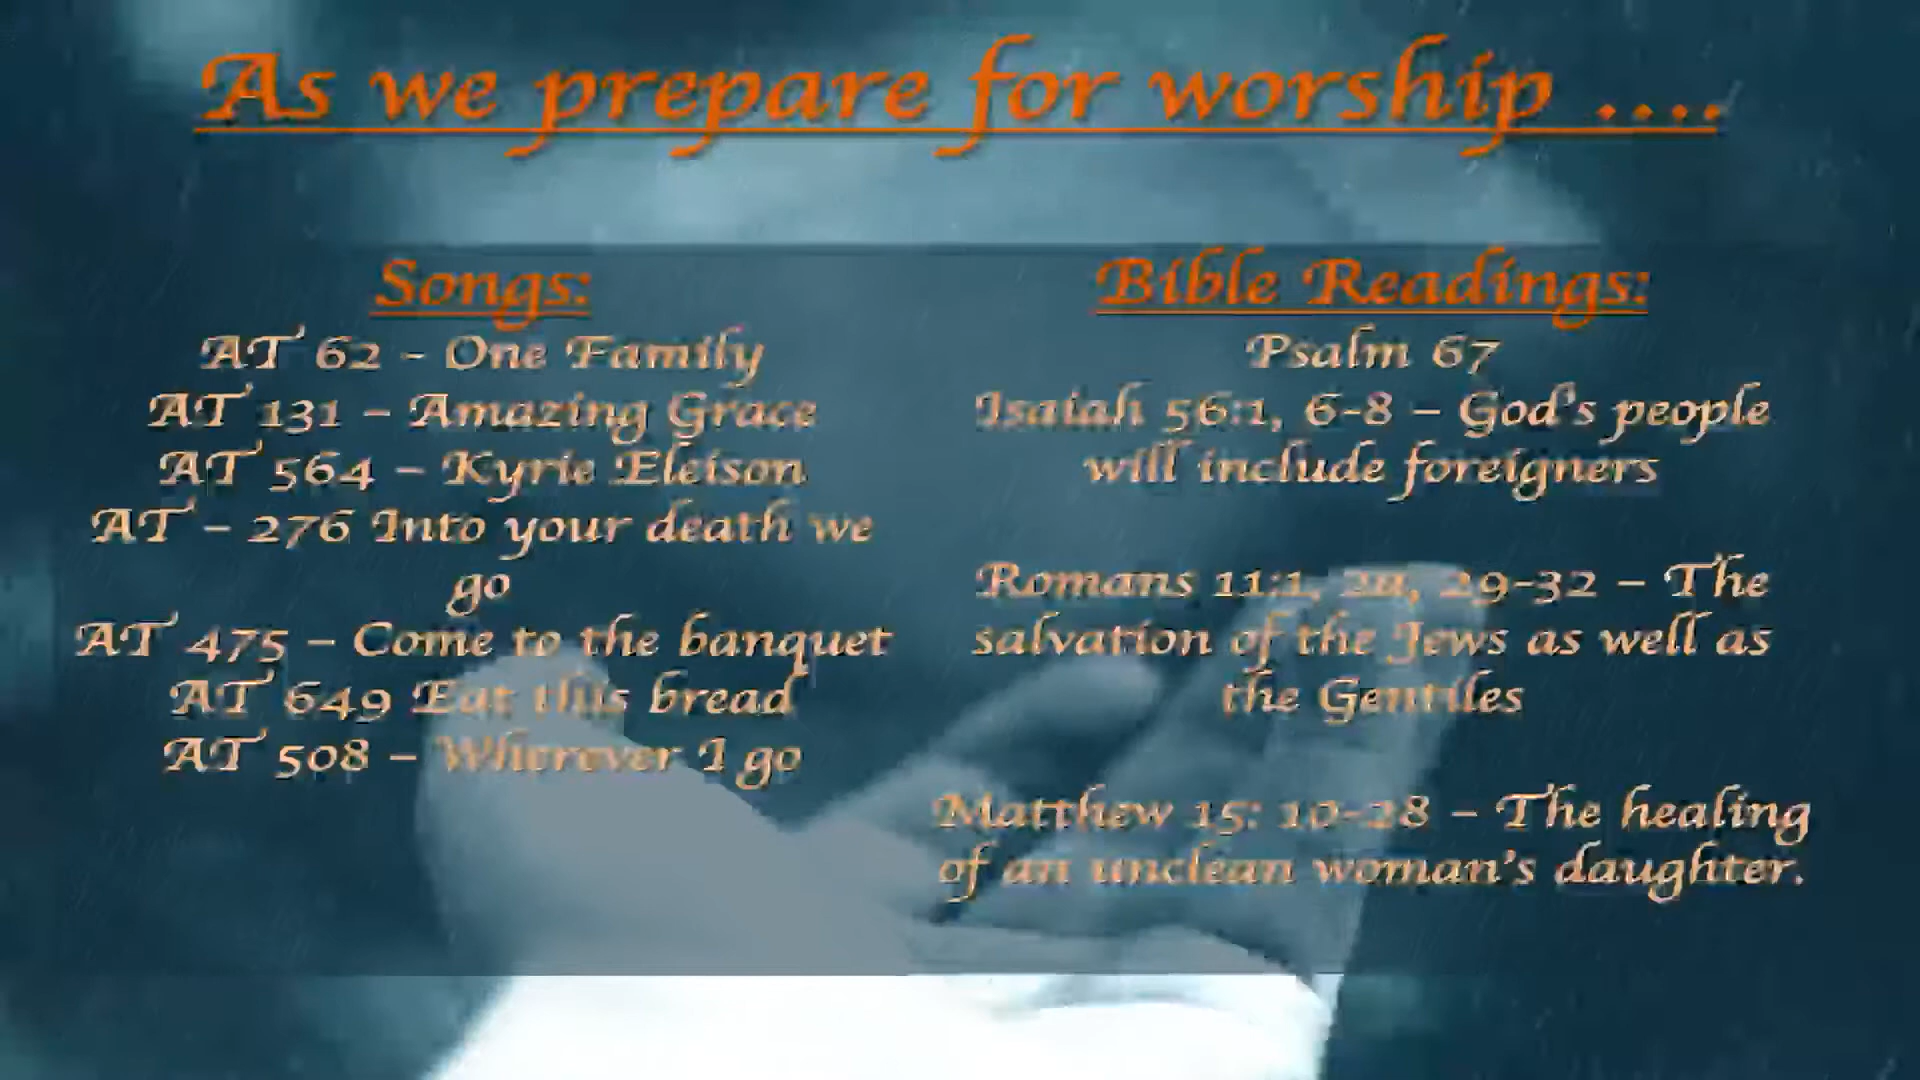 As we prepare for worship ....
Songs:
AT 62 - One Family
AT 131 – Amazing Grace
AT 564 – Kyrie Eleison
AT – 276 Into your death we
go
AT 475 – Come to the banquet
AT 649 Eat this bread
AT 508 – Wherever I go
Bible Readings:
Psalm 67
Isaiah 56:1, 6-8 – God's people
will include foreigners
Romans 11:1, 2a, 29-32 – The
salvation of the Jews as well as
the Gentiles
Matthew 15: 10-28 – The healing
of an unclean woman's daughter.